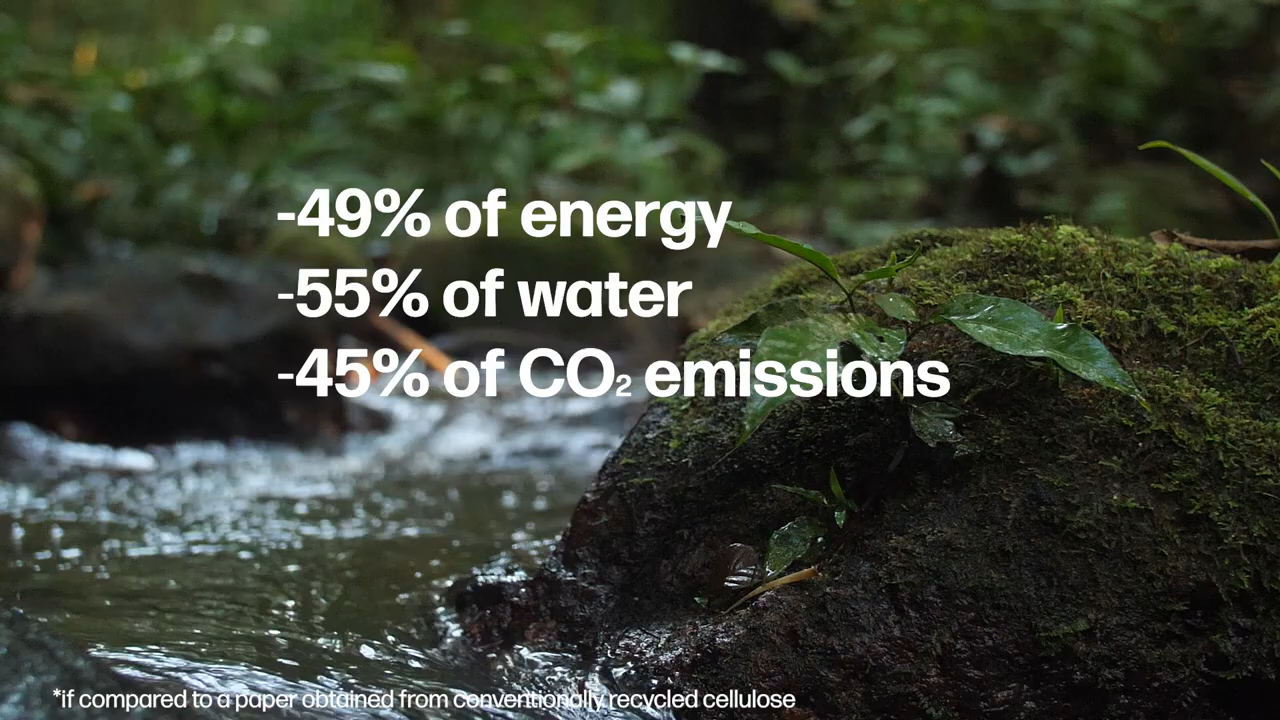 -49% of energy
-55% of water
-45% of CO₂ emissions
*if compared to a paper obtained from conventionally recycled cellulose